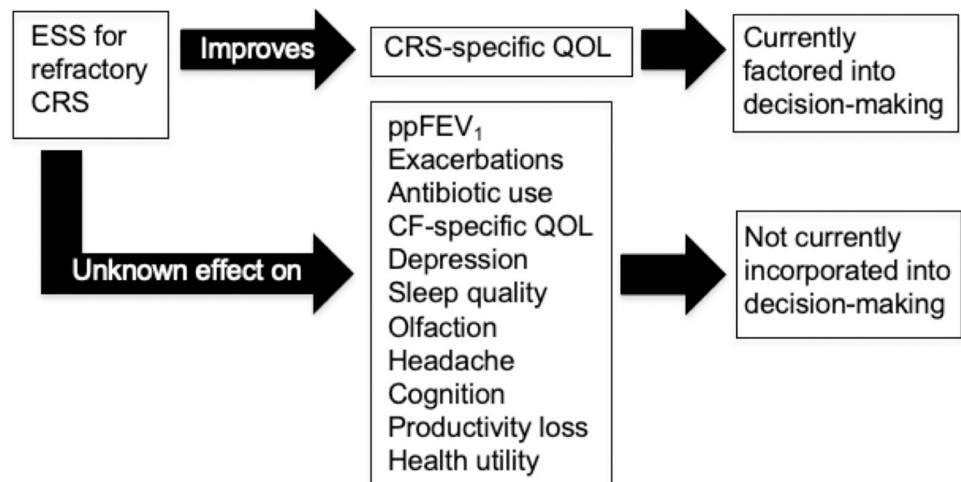 ESS for
refractory
CRS
Improves
CRS-specific QOL
Currently
factored into
decision-making
Unknown effect on
ppFEV₁
Exacerbations
Antibiotic use
CF-specific QOL
Depression
Sleep quality
Olfaction
Headache
Cognition
Productivity loss
Health utility
Not currently
incorporated into
decision-making